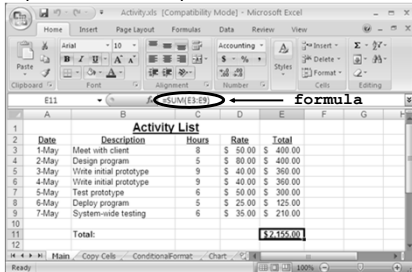 Activity.xls [Compatibility Mode] - Microsoft Excel
Home Insert Page Layout Formulas Data Review View
Paste Arial 10 Accounting Styles Insert
Delete
Format
Clipboard Font Alignment Number Cells Editing
E11 =SUM(E3:E9) formula
A B C D E F G H
1 Activity List
2 Date Description Hours Rate Total
3 1-May Meet with client 8 $ 50.00 $ 400.00
4 2-May Design program 5 $ 80.00 $ 400.00
5 3-May Write initial prototype 9 $ 40.00 $ 360.00
6 4-May Write initial prototype 9 $ 40.00 $ 360.00
7 5-May Test prototype 6 $ 50.00 $ 300.00
8 6-May Deploy program 5 $ 25.00 $ 125.00
9 7-May System-wide testing 6 $ 35.00 $ 210.00
10
11 Total: $2,155.00
12
Main Copy Cells ConditionalFormat Chart
Ready 100%